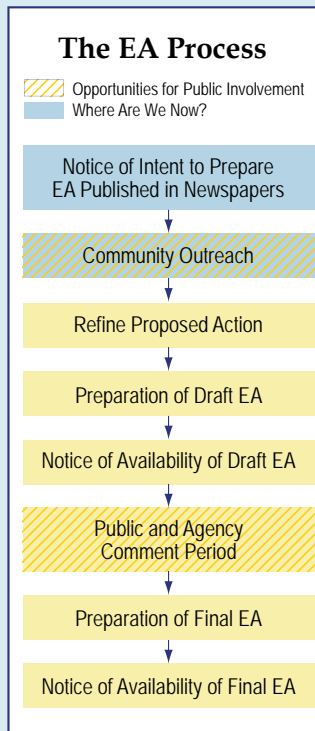 The EA Process
Opportunities for Public Involvement
Where Are We Now?
Notice of Intent to Prepare
EA Published in Newspapers
Community Outreach
Refine Proposed Action
Preparation of Draft EA
Notice of Availability of Draft EA
Public and Agency
Comment Period
Preparation of Final EA
Notice of Availability of Final EA